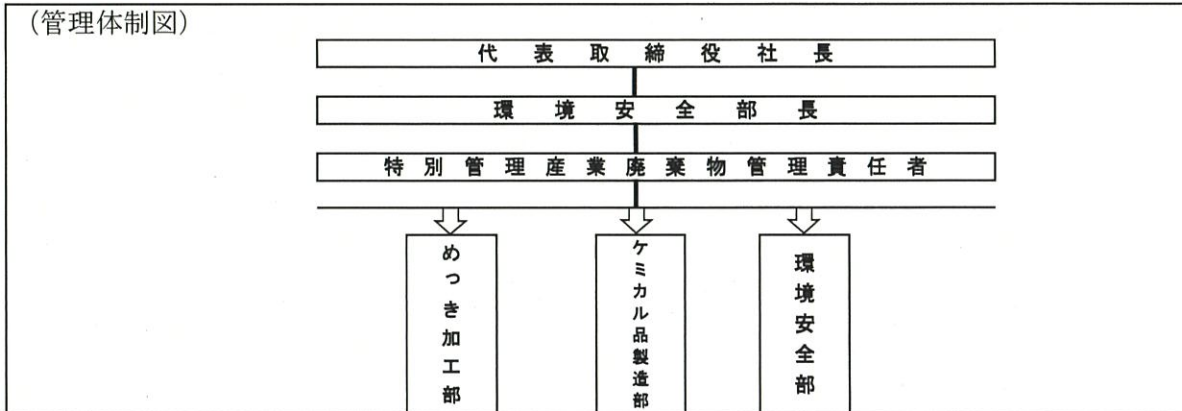 (管理体制図)
代表取締役社長
環境安全部長
特別管理産業廃棄物管理責任者
めっき加工部
ケミカル品製造部
環境安全部